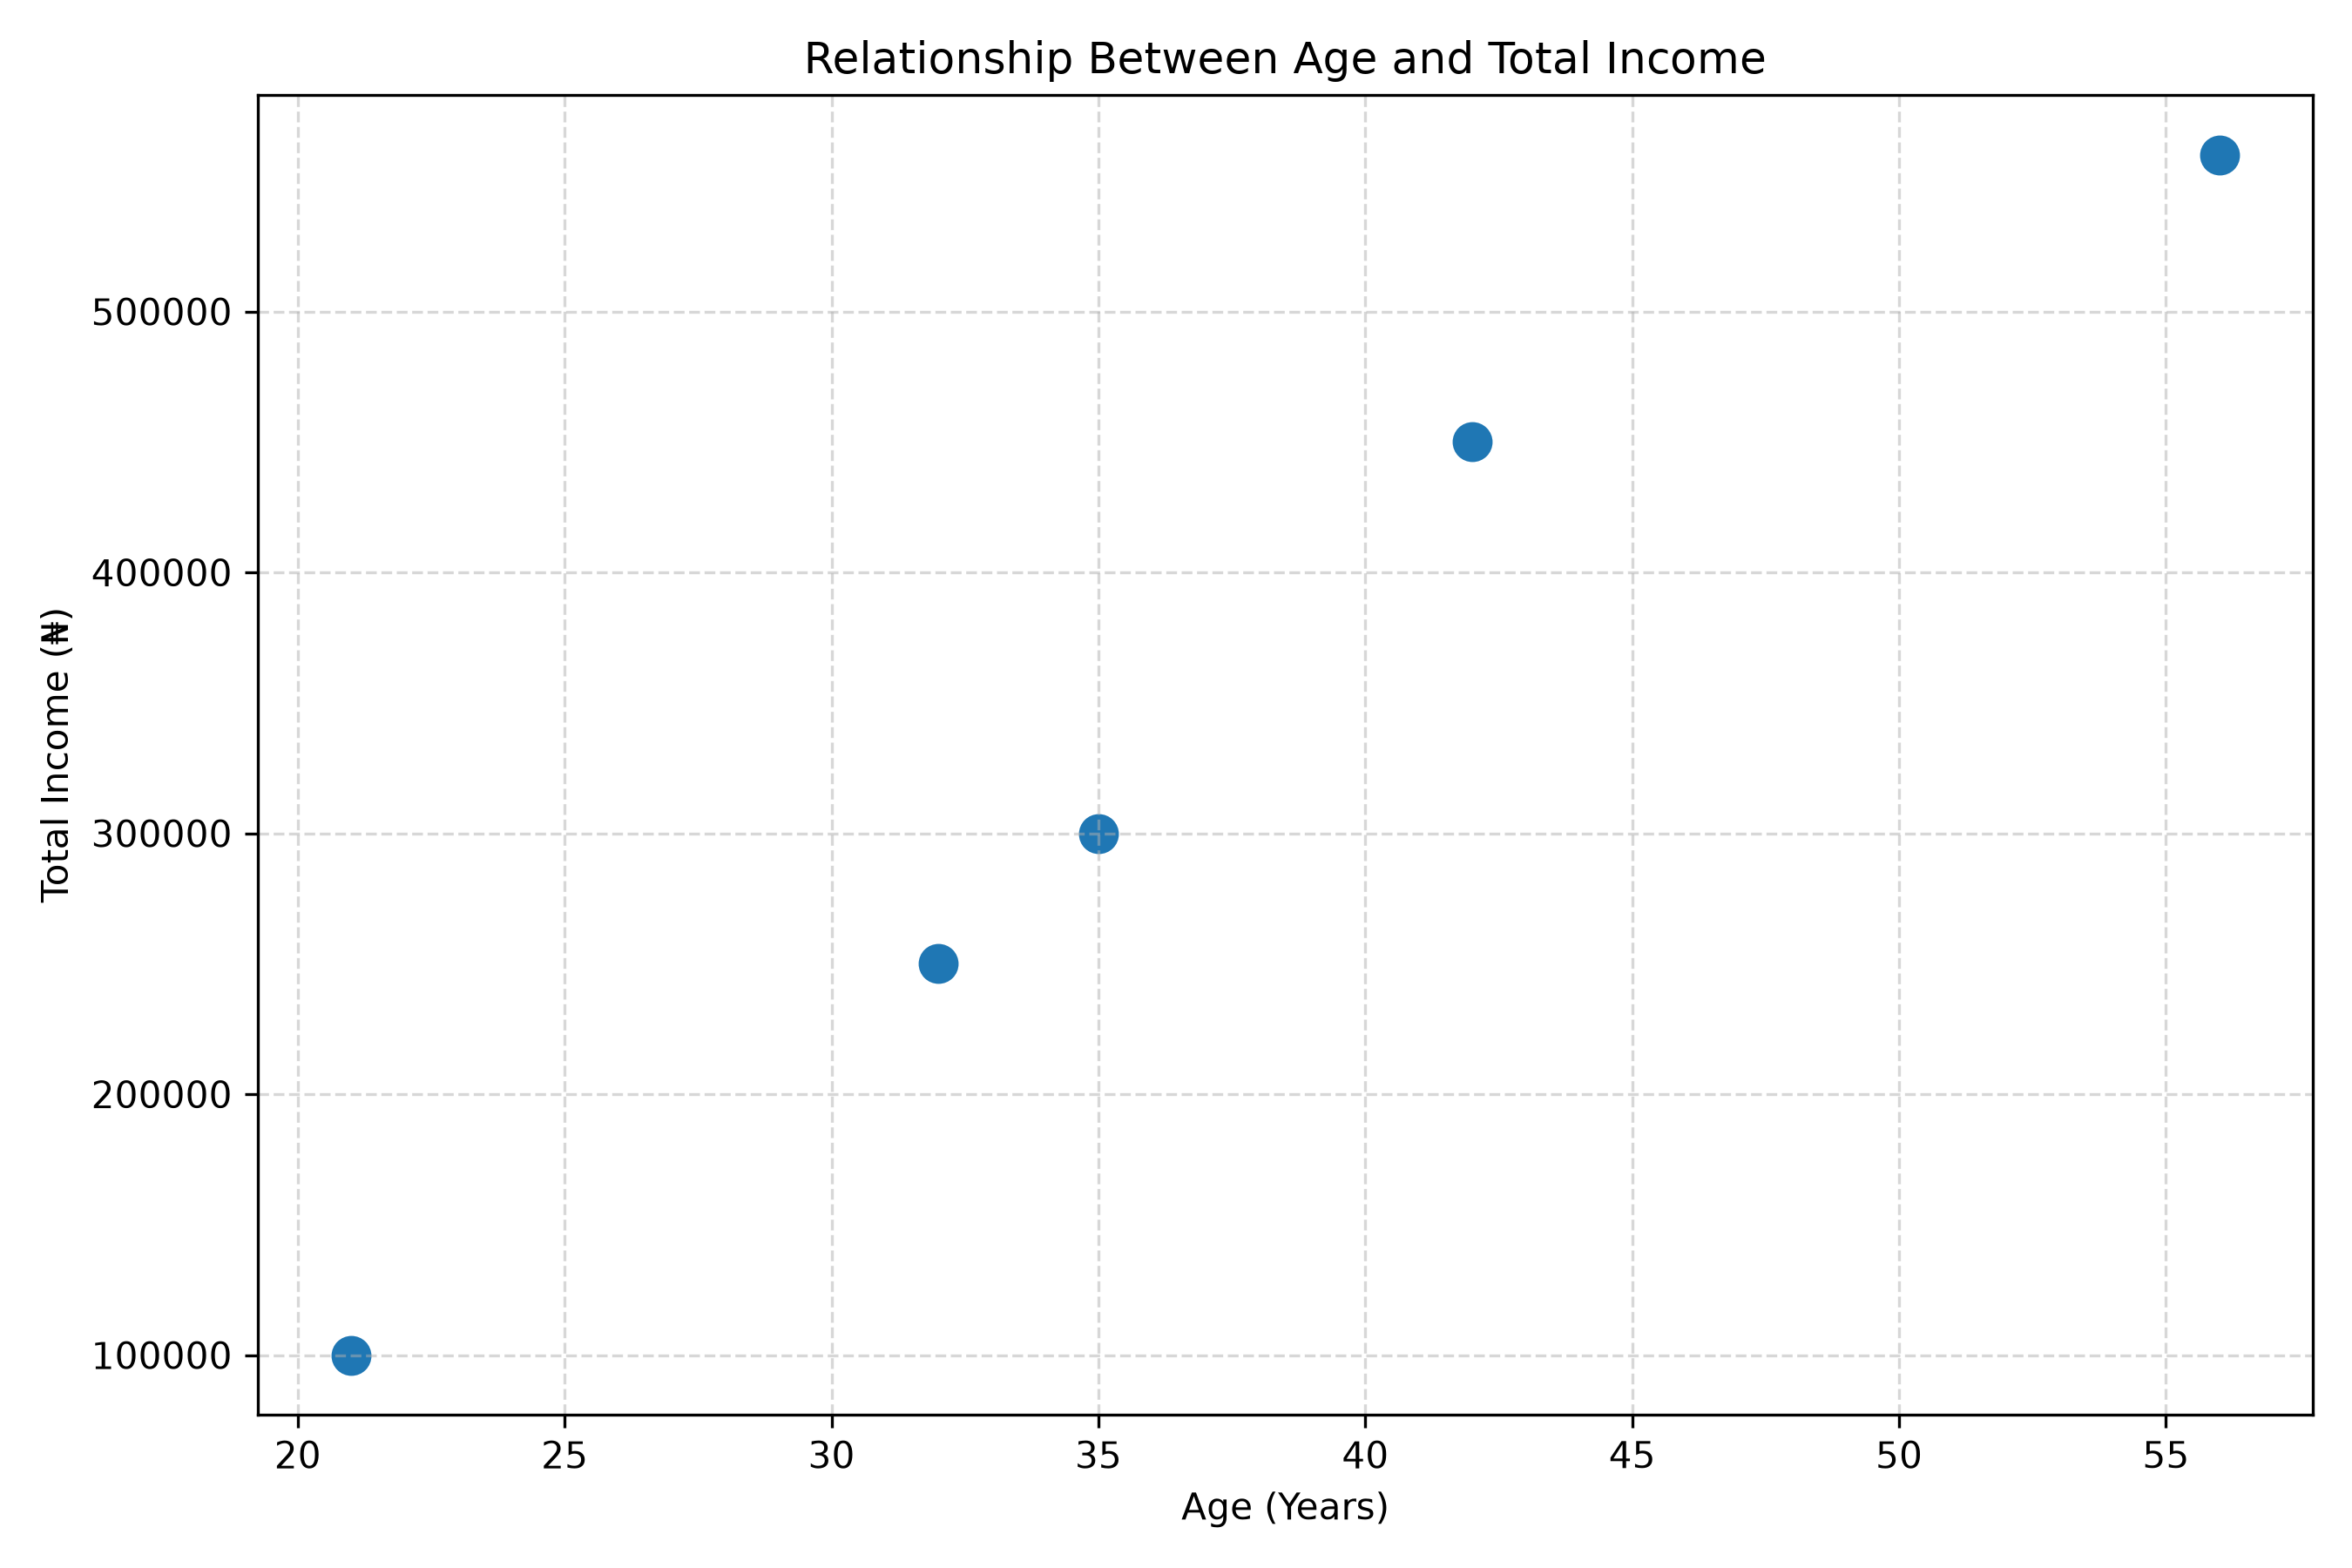 Relationship Between Age and Total Income
Total Income (₦)
500000
400000
300000
200000
100000
20 25 30 35 40 45 50 55
Age (Years)